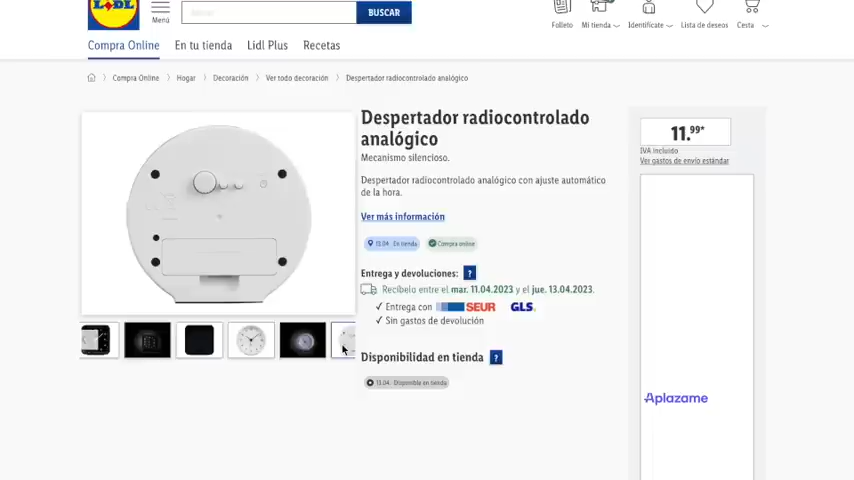 LIDL
Menú
BUSCAR
Folleto
Mi tienda
Identifícate
Lista de deseos
Cesta
Compra Online
En tu tienda
Lidl Plus
Recetas
Compra Online
Hogar
Decoración
Ver todo decoración
Despertador radiocontrolado analógico
Despertador radiocontrolado
analógico
Mecanismo silencioso.
Despertador radiocontrolado analógico con ajuste automático
de la hora.
Ver más información
13.04. En tienda
Compra online
Entrega y devoluciones: ?
Recíbelo entre el mar. 11.04.2023 y el jue. 13.04.2023.
✓ Entrega con SEUR GLS.
✓ Sin gastos de devolución
Disponibilidad en tienda ?
13.04. Disponible en tienda
11.99*
IVA incluido
Ver gastos de envío estándar
Aplazame